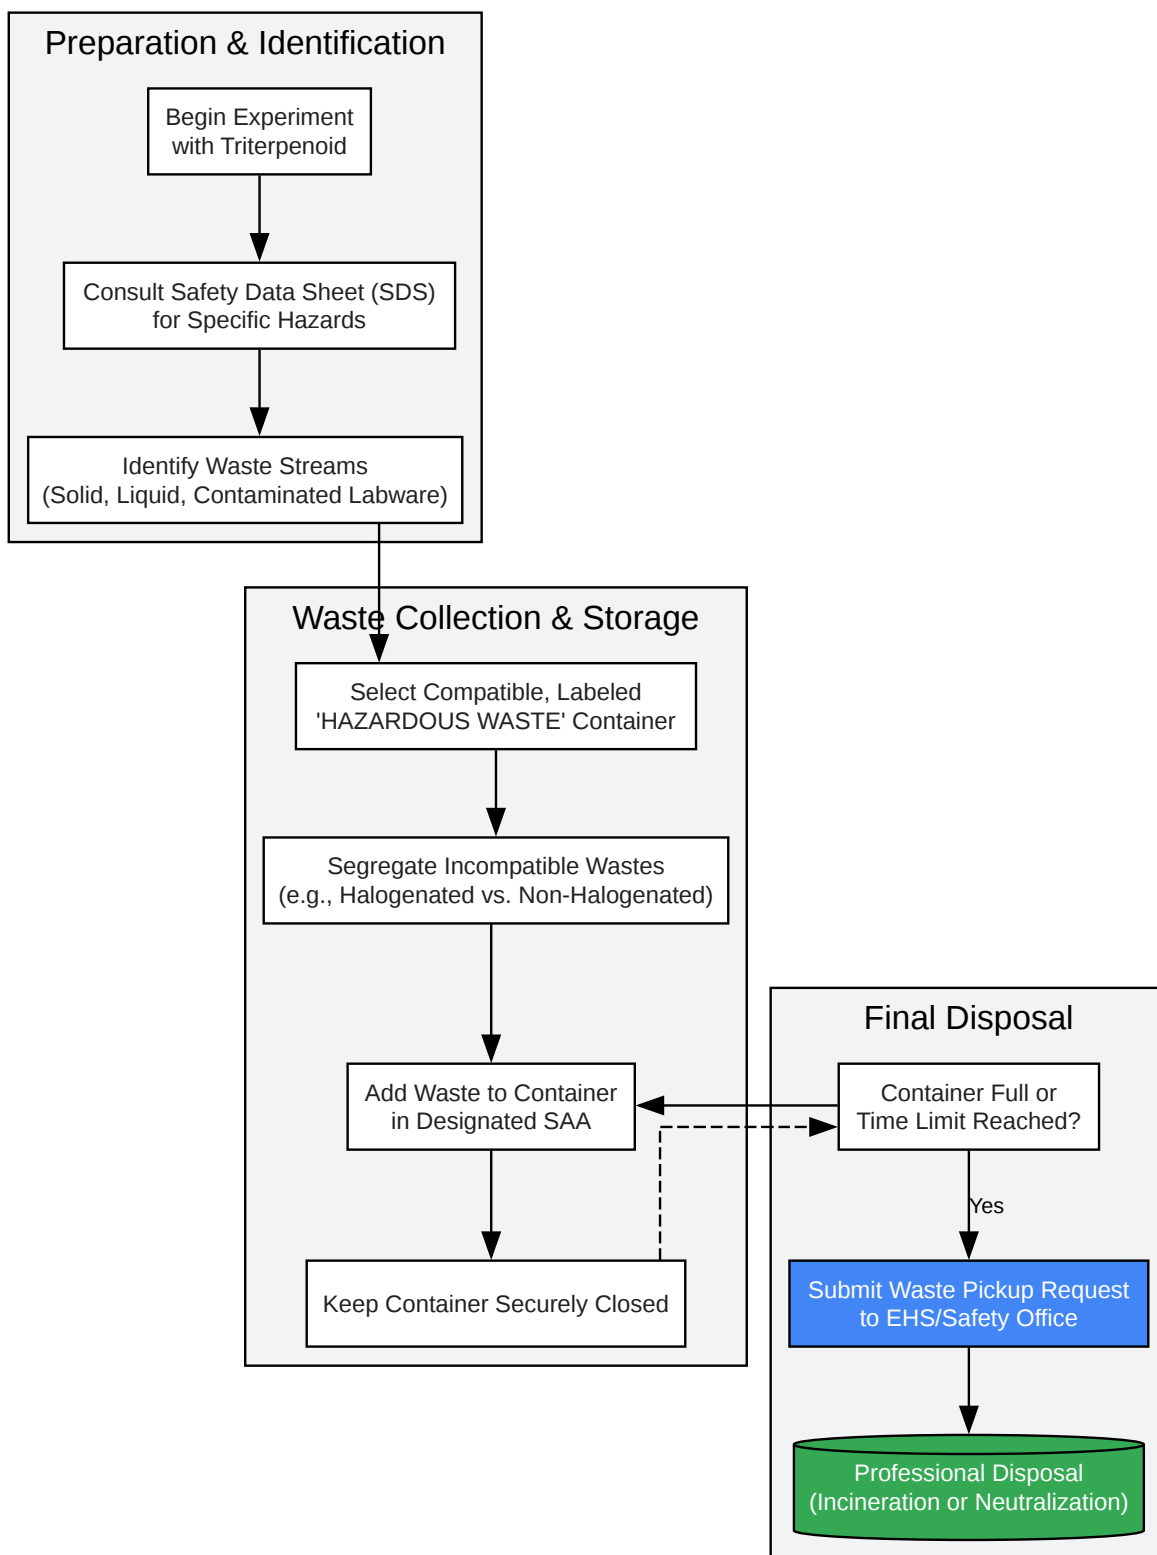 Preparation & Identification
Begin Experiment
with Triterpenoid
Consult Safety Data Sheet (SDS)
for Specific Hazards
Identify Waste Streams
(Solid, Liquid, Contaminated Labware)
Waste Collection & Storage
Select Compatible, Labeled
'HAZARDOUS WASTE' Container
Segregate Incompatible Wastes
(e.g., Halogenated vs. Non-Halogenated)
Add Waste to Container
in Designated SAA
Keep Container Securely Closed
Final Disposal
Container Full or
Time Limit Reached?
Yes
Submit Waste Pickup Request
to EHS/Safety Office
Professional Disposal
(Incineration or Neutralization)